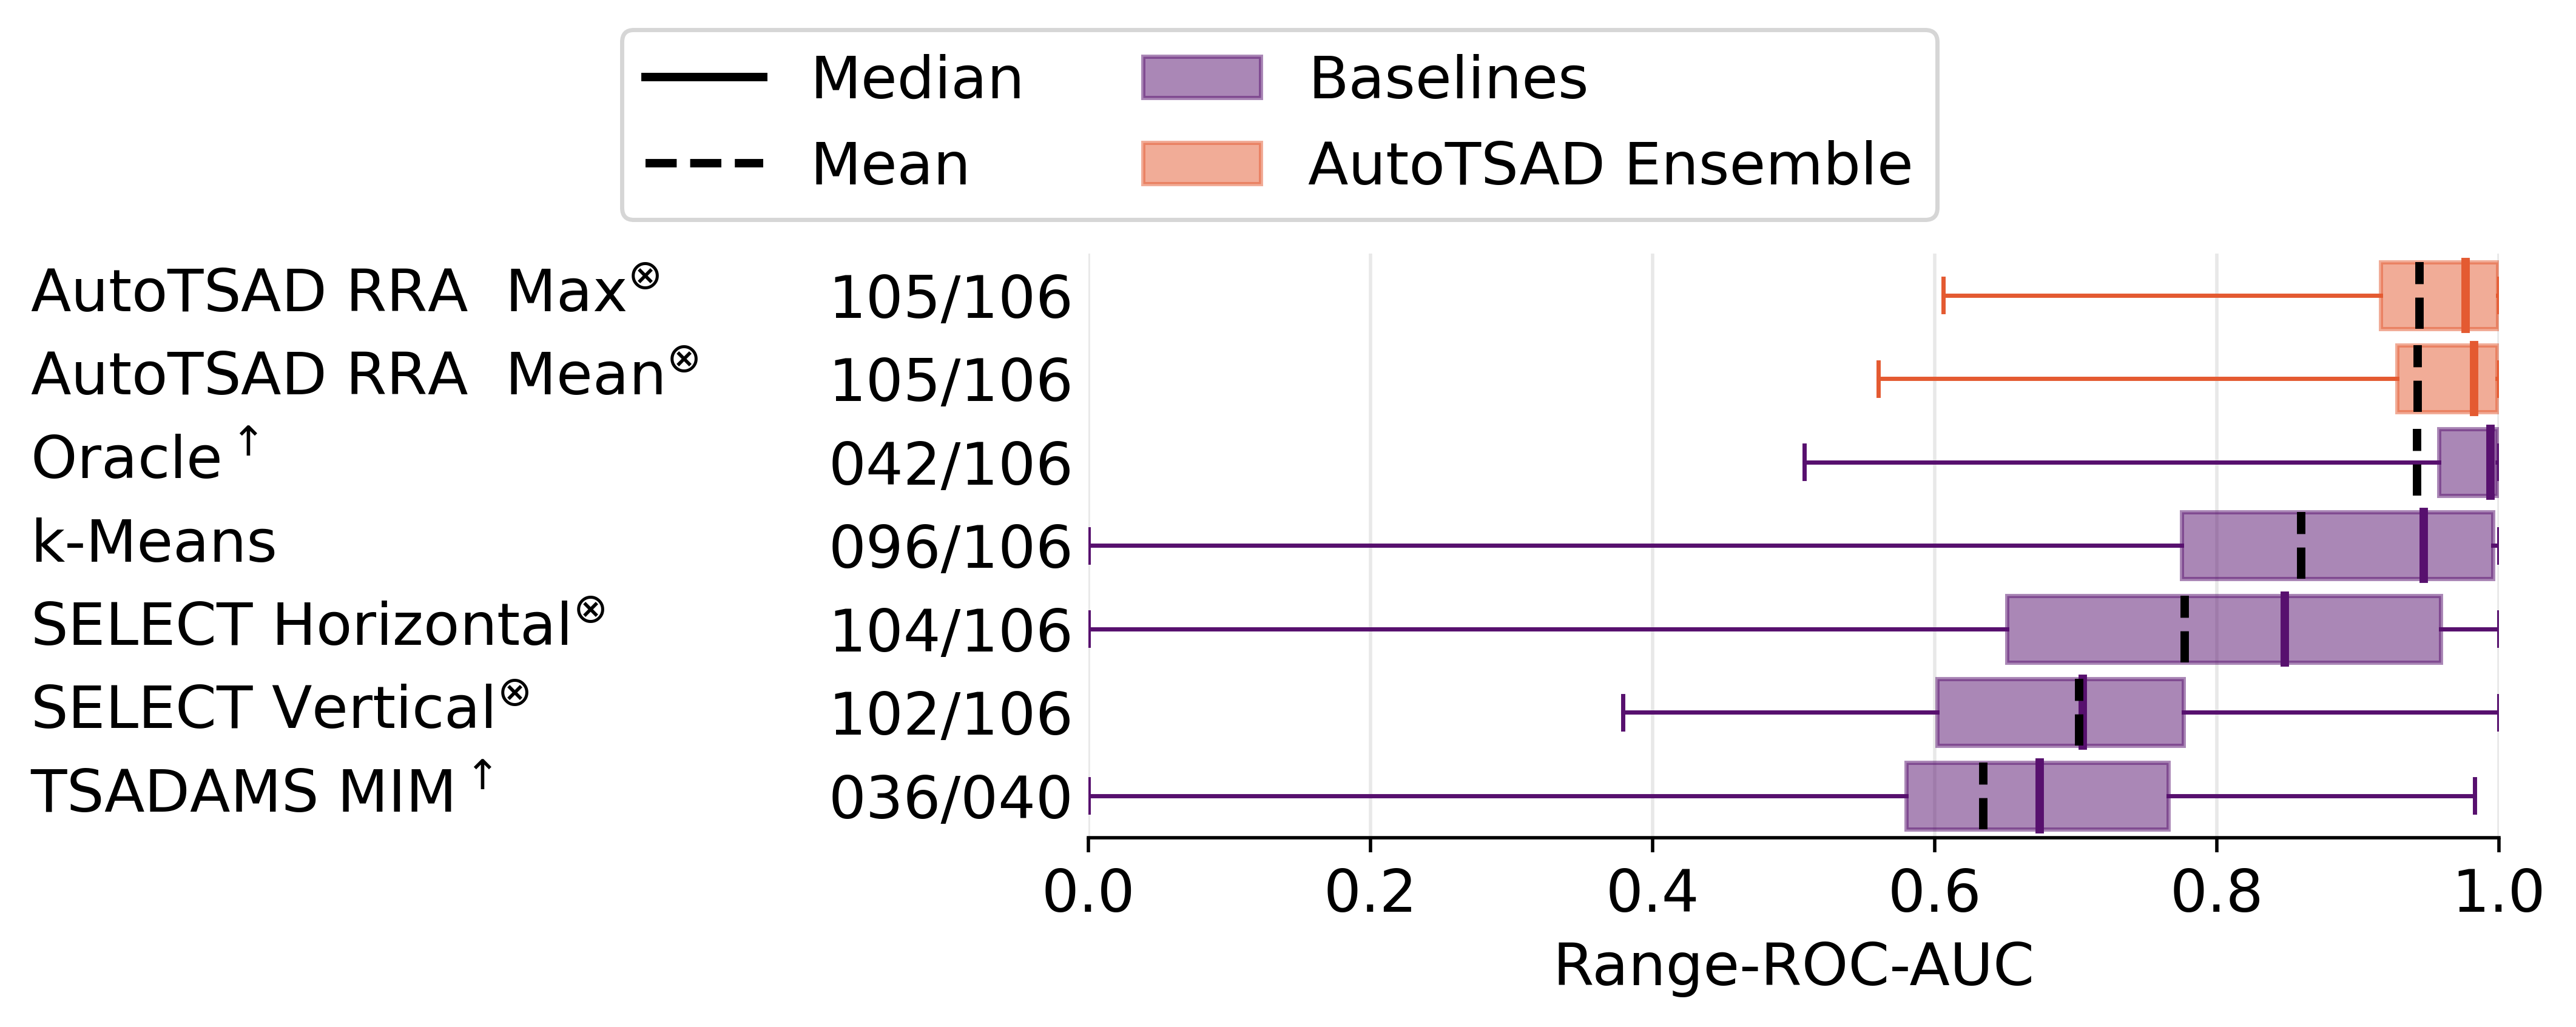 Median
Baselines
Mean
AutoTSAD Ensemble
AutoTSAD RRA  Max⊗ 105/106
AutoTSAD RRA  Mean⊗ 105/106
Oracle ↑ 042/106
k-Means 096/106
SELECT Horizontal⊗ 104/106
SELECT Vertical⊗ 102/106
TSADAMS MIM ↑ 036/040
0.0 0.2 0.4 0.6 0.8 1.0
Range-ROC-AUC